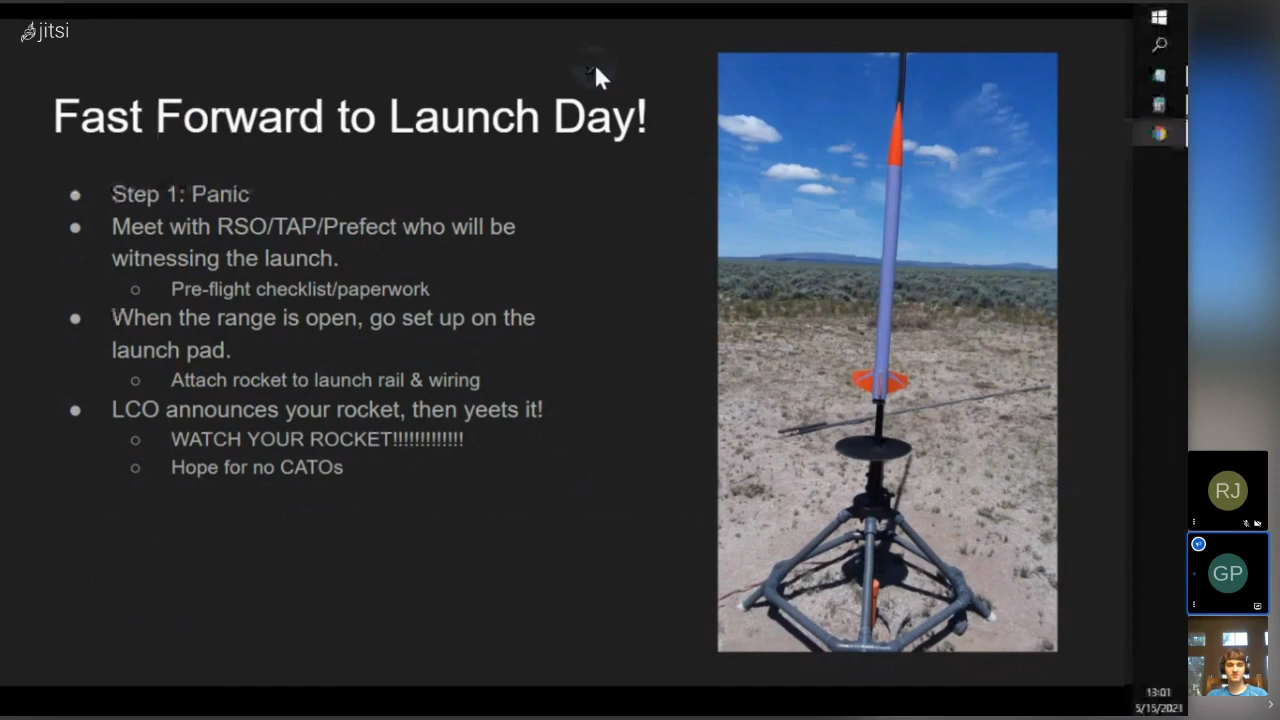 jitsi
Fast Forward to Launch Day!
Step 1: Panic
Meet with RSO/TAP/Prefect who will be
witnessing the launch.
Pre-flight checklist/paperwork
When the range is open, go set up on the
launch pad.
Attach rocket to launch rail & wiring
LCO announces your rocket, then yeets it!
WATCH YOUR ROCKET!!!!!!!!!!!!!
Hope for no CATOs
RJ
GP
13:01
5/15/2021